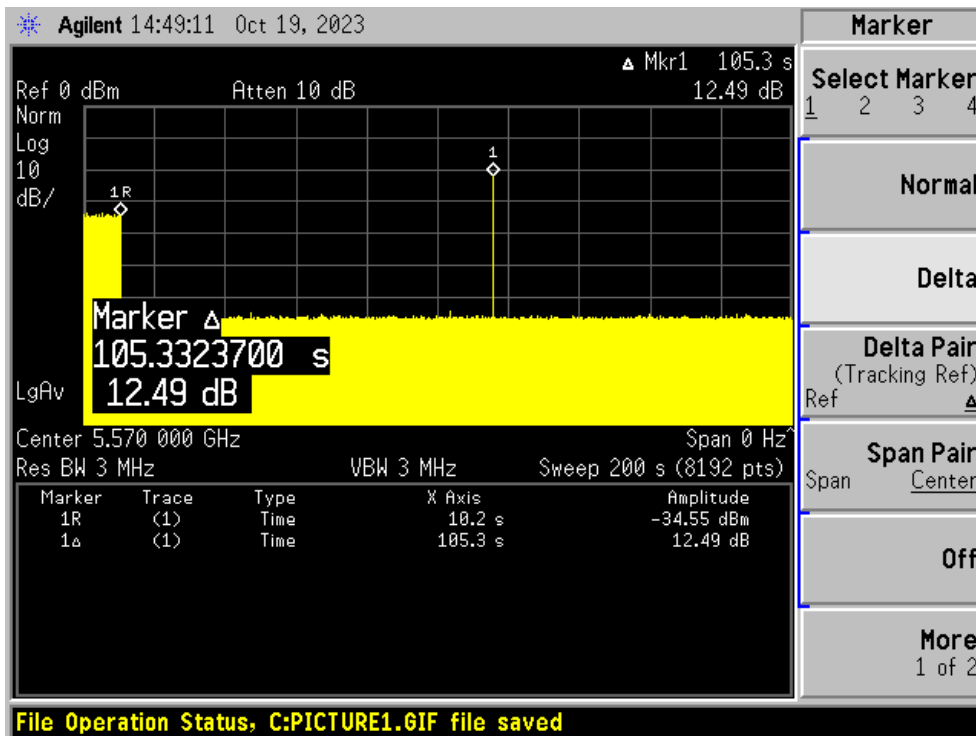 Agilent 14:49:11 Oct 19, 2023
Marker
Δ Mkr1 105.3 s
Ref 0 dBm Atten 10 dB 12.49 dB
Norm
Log
10
dB/
1R
1
Marker Δ
105.3323700 s
12.49 dB
LgAv
Center 5.570 000 GHz Span 0 Hz^
Res BW 3 MHz VBW 3 MHz Sweep 200 s (8192 pts)
Marker Trace Type X Axis Amplitude
1R (1) Time 10.2 s -34.55 dBm
1Δ (1) Time 105.3 s 12.49 dB
Select Marker
1 2 3 4
Normal
Delta
Delta Pair
(Tracking Ref)
Ref Δ
Span Pair
Span Center
Off
More
1 of 2
File Operation Status, C:PICTURE1.GIF file saved